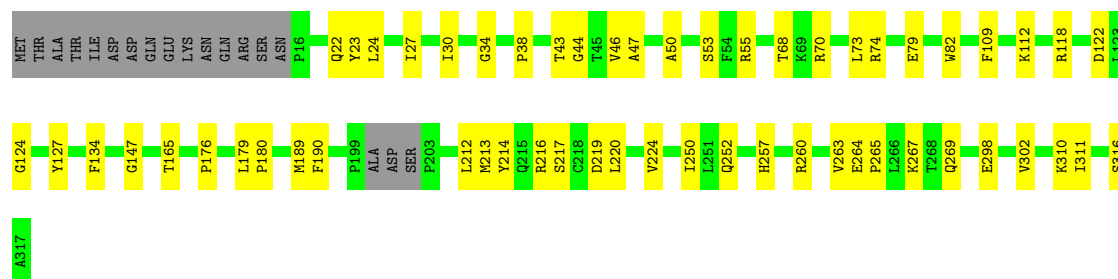 MET THR ALA THR ILE ASP ASP GLN GLU LYS ASN GLN ARG SER ASN P16 Q22 Y23 L24 I27 I30 G34 P38 T43 G44 T45 V46 A47 A50 S53 F54 R55 T68 K69 R70 L73 R74 E79 W82 F109 K112 R118 D122 L123
G124 Y127 F134 G147 T165 P176 L179 P180 M189 F190 P199 ALA ASP SER P203 L212 M213 Y214 Q215 R216 S217 C218 D219 L220 V224 I250 L251 Q252 H257 R260 V263 E264 P265 L266 K267 T268 Q269 E298 V302 K310 I311 S316
A317